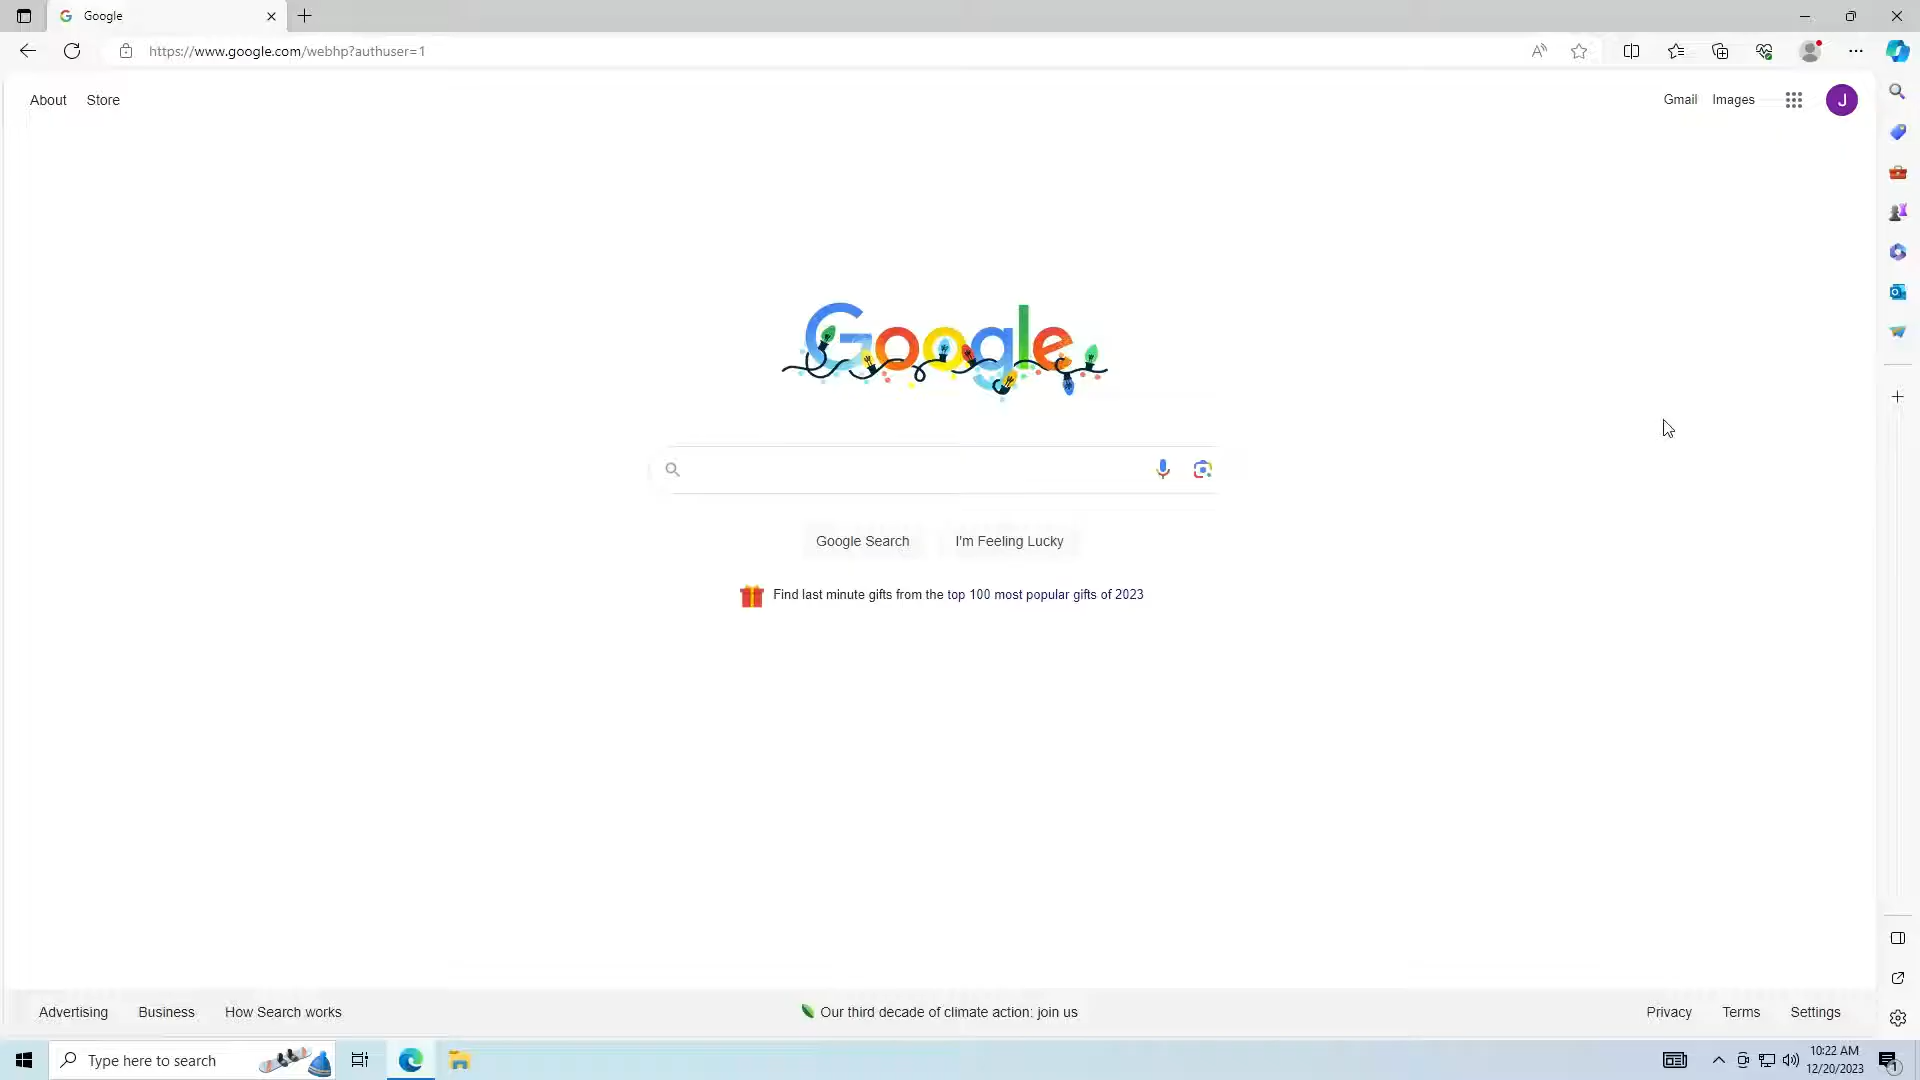 Google
https://www.google.com/webhp?authuser=1
About Store
Gmail Images
J
Google
Google Search I'm Feeling Lucky
Find last minute gifts from the top 100 most popular gifts of 2023
Advertising Business How Search works
Our third decade of climate action: join us
Privacy Terms Settings
Type here to search
10:22 AM
12/20/2023
1